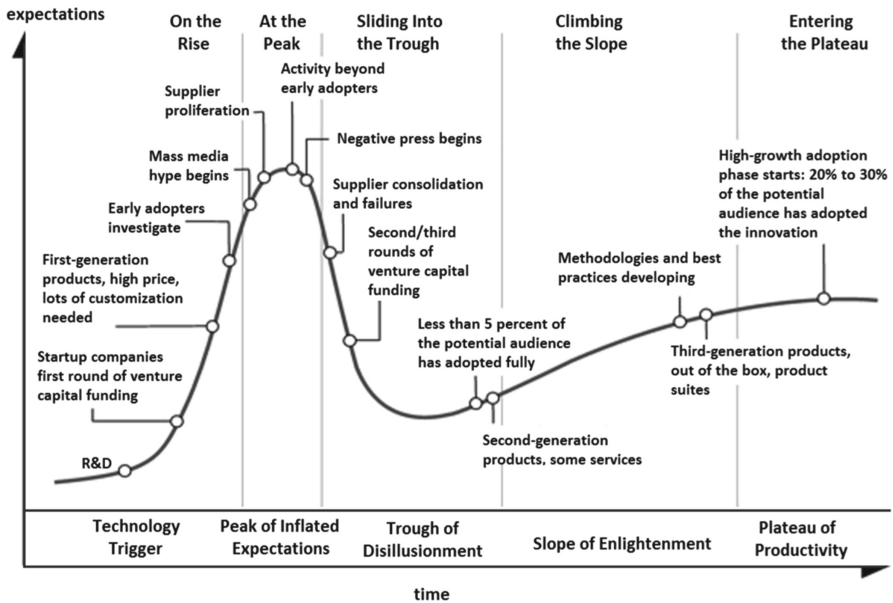 expectations
On the
Rise
At the
Peak
Sliding Into
the Trough
Climbing
the Slope
Entering
the Plateau
Activity beyond
early adopters
Supplier
proliferation
Negative press begins
Mass media
hype begins
High-growth adoption
phase starts: 20% to 30%
of the potential
audience has adopted
the innovation
Supplier consolidation
and failures
Early adopters
investigate
Second/third
rounds of
venture capital
funding
First-generation
products, high price,
lots of customization
needed
Methodologies and best
practices developing
Less than 5 percent of
the potential audience
has adopted fully
Startup companies
first round of venture
capital funding
Third-generation products,
out of the box, product
suites
Second-generation
products, some services
R&D
Technology
Trigger
Peak of Inflated
Expectations
Trough of
Disillusionment
Slope of Enlightenment
Plateau of
Productivity
time